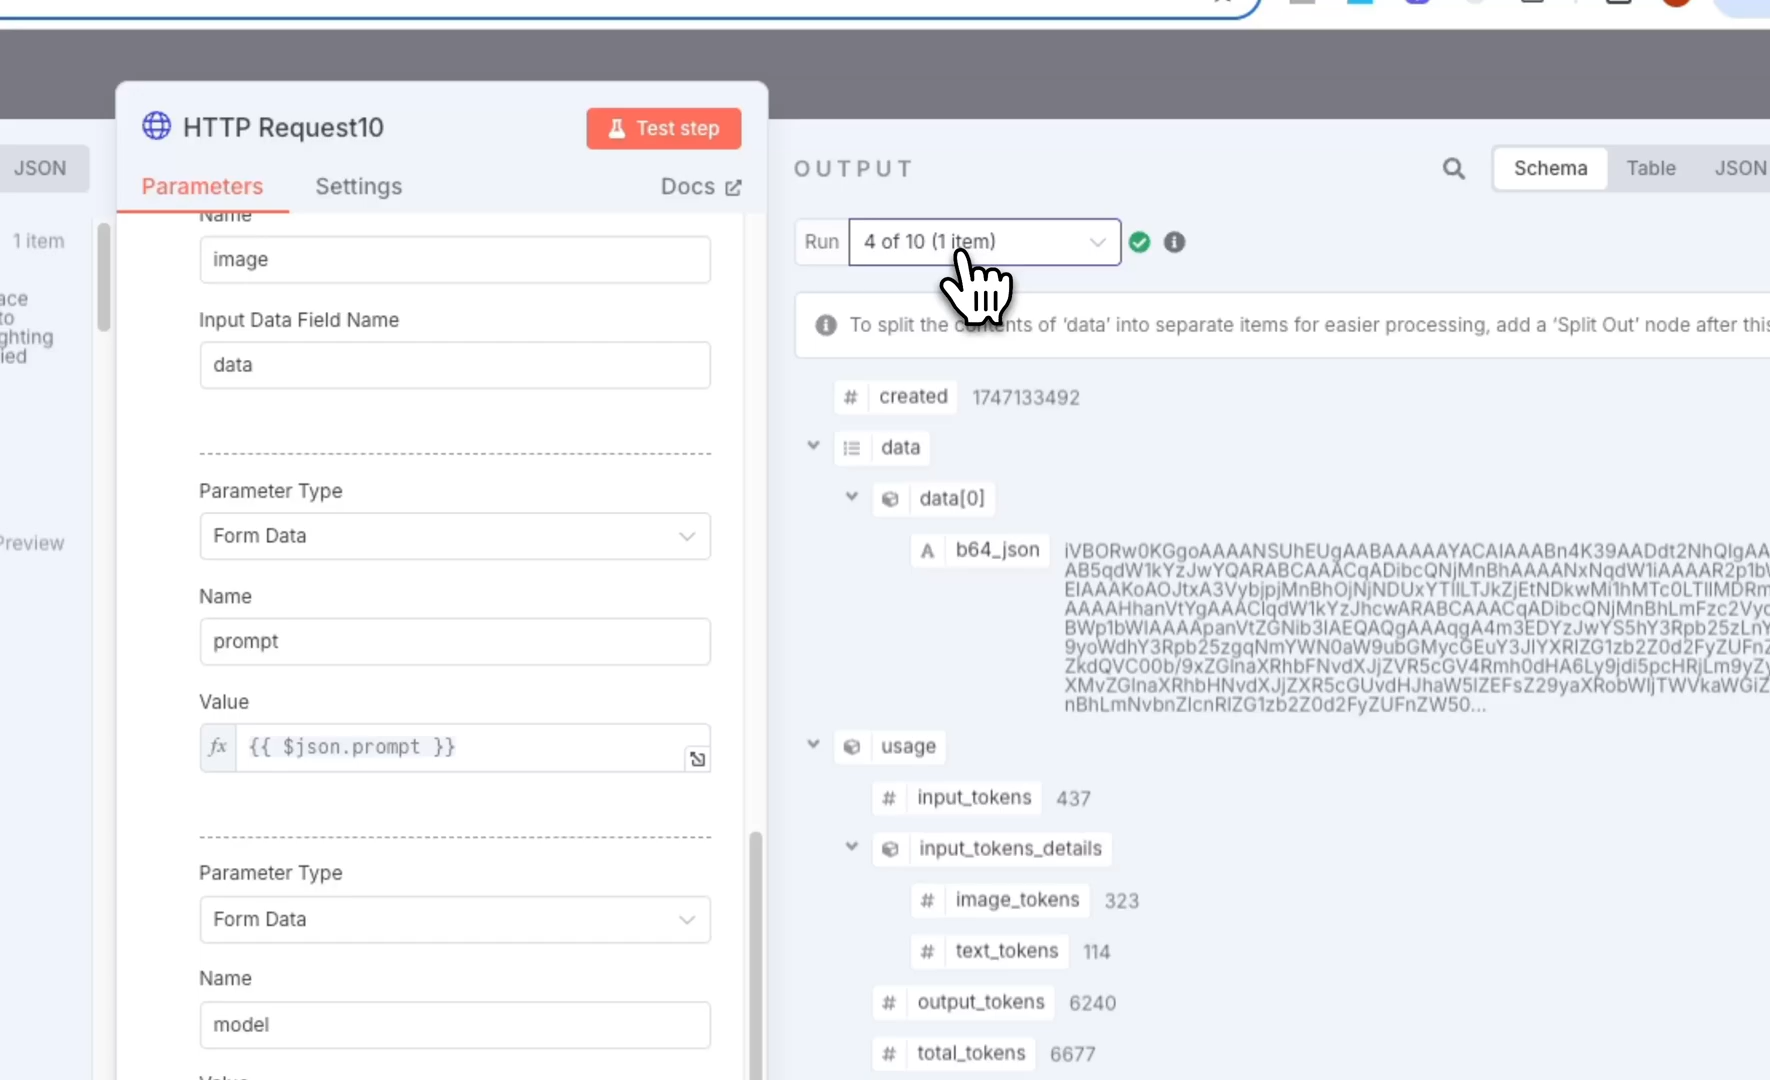 JSON
1 item
ace
to
ghting
ied
Preview
HTTP Request10
Test step
Parameters
Settings
Docs
Name
image
Input Data Field Name
data
Parameter Type
Form Data
Name
prompt
Value
fx {{ $json.prompt }}
Parameter Type
Form Data
Name
model
OUTPUT
Schema
Table
JSON
Run 4 of 10 (1 item)
To split the contents of 'data' into separate items for easier processing, add a 'Split Out' node after this
# created 1747133492
data
data[0]
A b64_json
# usage
# input_tokens 437
input_tokens_details
# image_tokens 323
# text_tokens 114
# output_tokens 6240
# total_tokens 6677